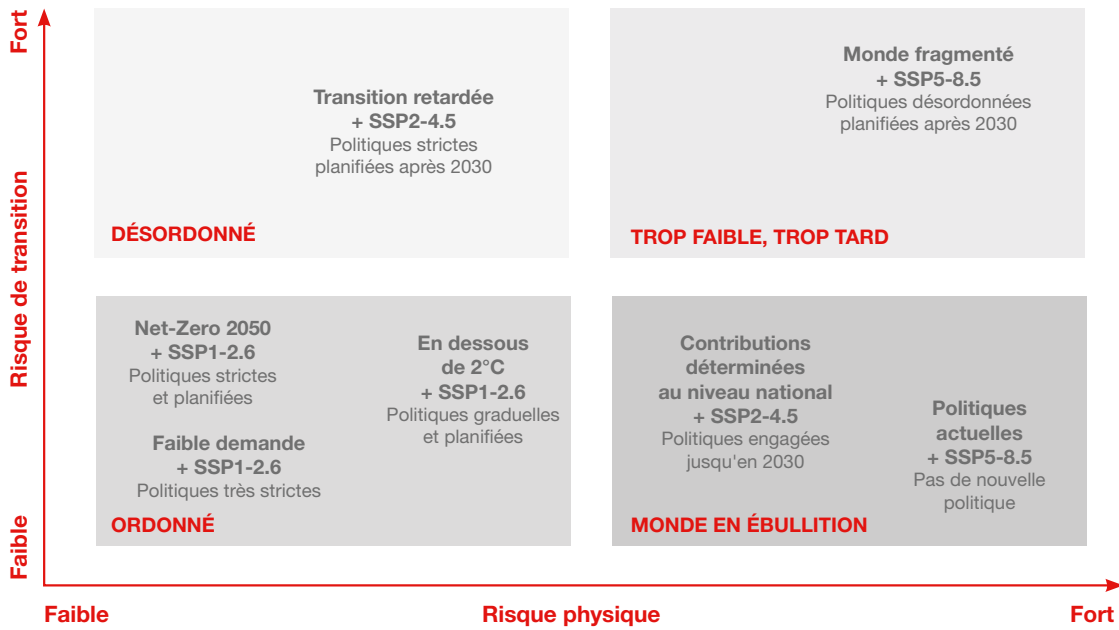 Fort
Risque de transition
Faible
Transition retardée
+ SSP2-4.5
Politiques strictes
planifiées après 2030
DÉSORDONNÉ
Monde fragmenté
+ SSP5-8.5
Politiques désordonnées
planifiées après 2030
TROP FAIBLE, TROP TARD
Net-Zero 2050
+ SSP1-2.6
Politiques strictes
et planifiées
Faible demande
+ SSP1-2.6
Politiques très strictes
En dessous
de 2°C
+ SSP1-2.6
Politiques graduelles
et planifiées
ORDONNÉ
Contributions
déterminées
au niveau national
+ SSP2-4.5
Politiques engagées
jusqu'en 2030
Politiques
actuelles
+ SSP5-8.5
Pas de nouvelle
politique
MONDE EN ÉBULLITION
Faible
Risque physique
Fort